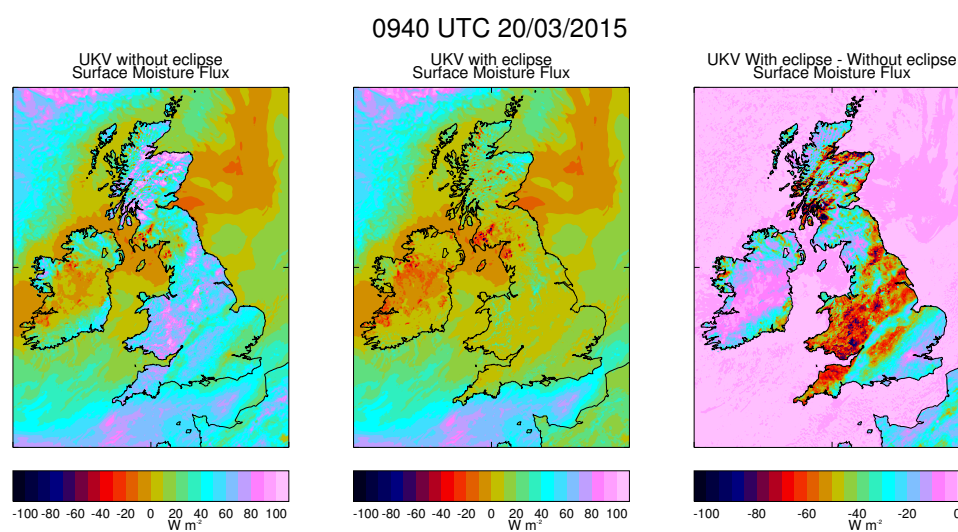 0940 UTC 20/03/2015
UKV without eclipse
Surface Moisture Flux
UKV with eclipse
Surface Moisture Flux
UKV With eclipse - Without eclipse
Surface Moisture Flux
-100 -80 -60 -40 -20 0 20 40 60 80 100
W m-2
-100 -80 -60 -40 -20 0 20 40 60 80 100
W m-2
-100 -80 -60 -40 -20 0
W m-2